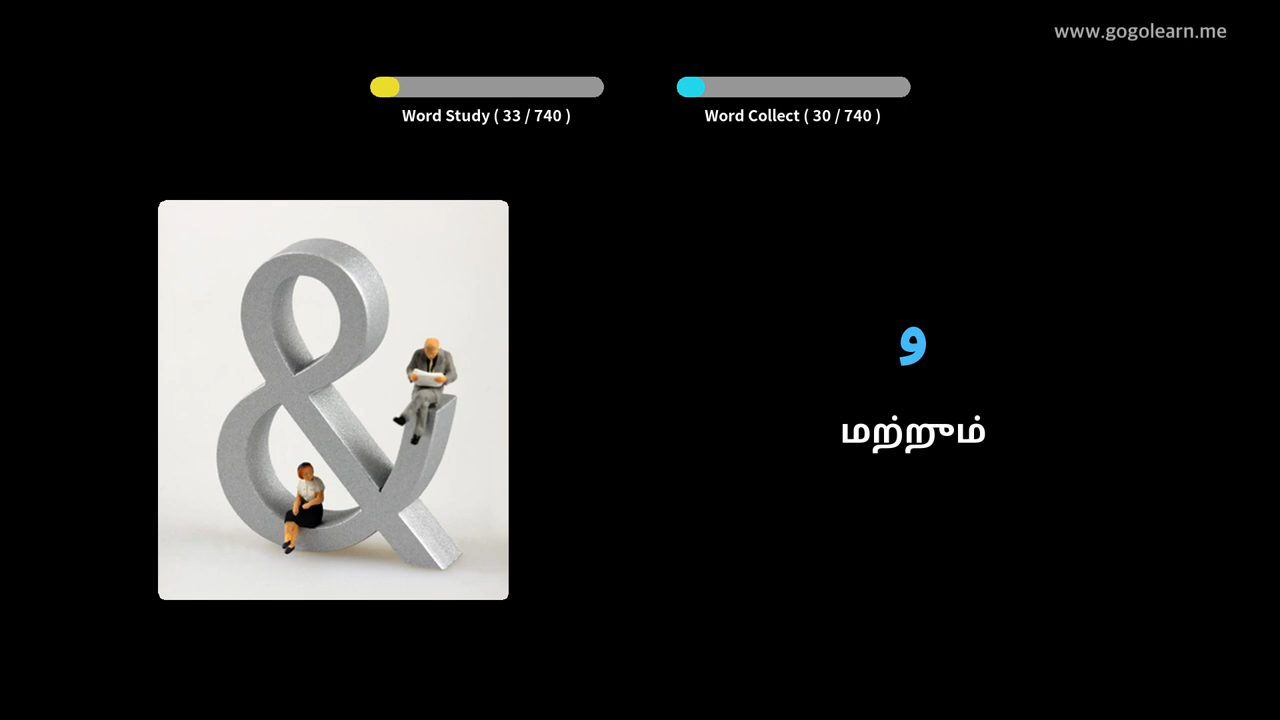 www.gogolearn.me
Word Study ( 33 / 740 )
Word Collect ( 30 / 740 )
&
و
மற்றும்